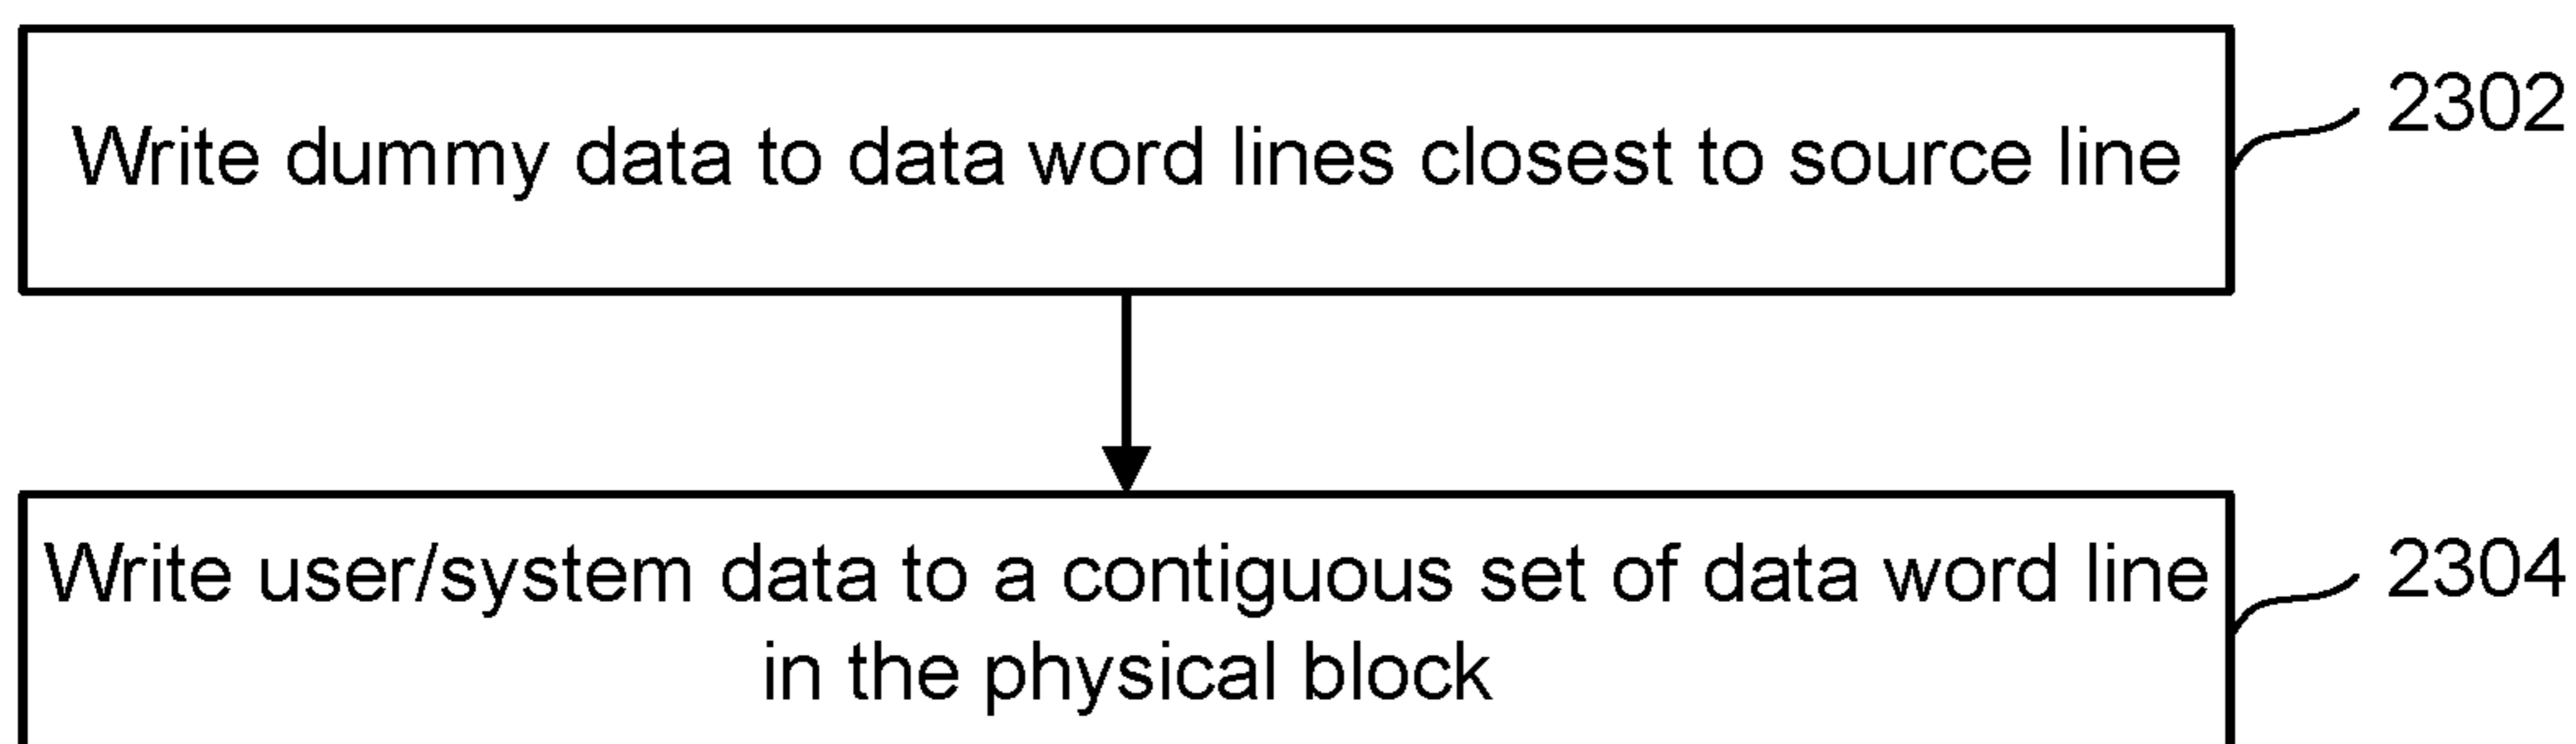 Write dummy data to data word lines closest to source line
2302
Write user/system data to a contiguous set of data word line
in the physical block
2304